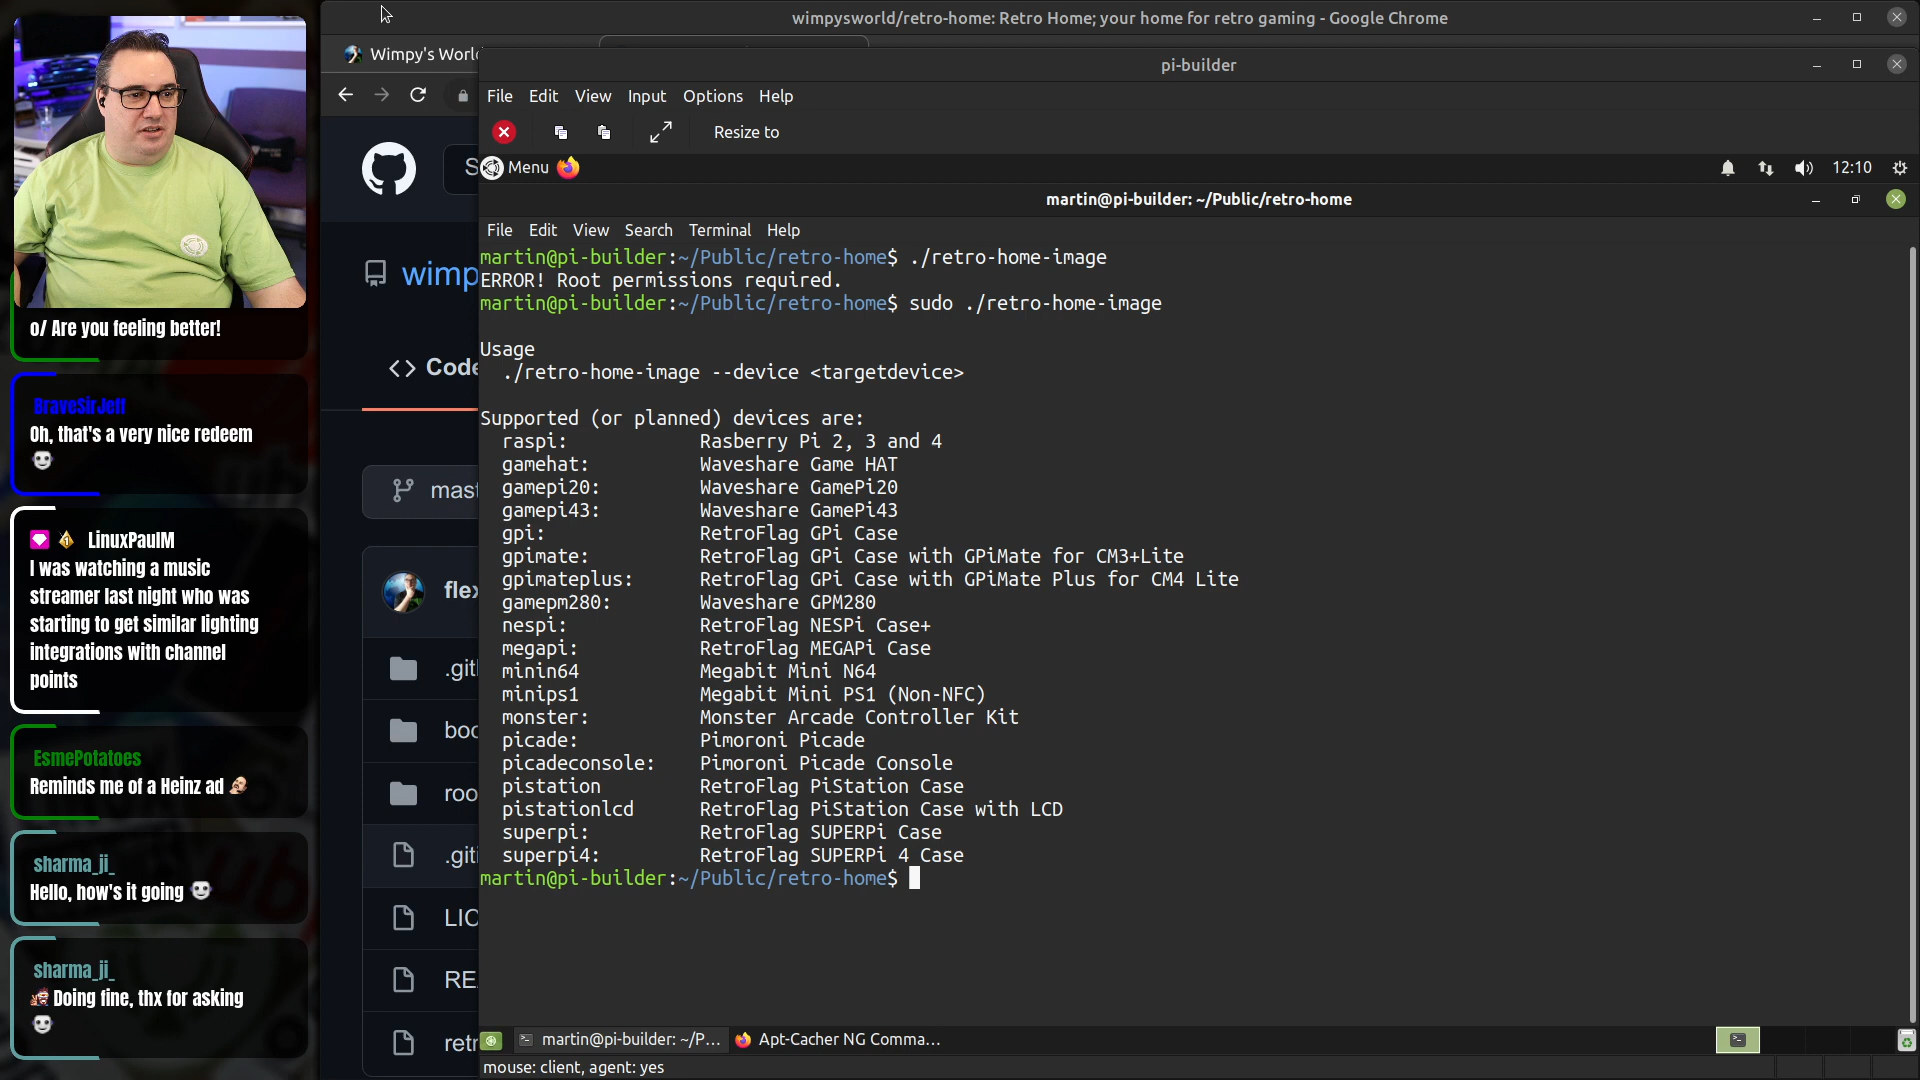 o/ Are you feeling better!
BraveSirJeff
Oh, that's a very nice redeem
LinuxPaulM
I was watching a music
streamer last night who was
starting to get similar lighting
integrations with channel
points
EsmePotatoes
Reminds me of a Heinz ad
sharma_ji_
Hello, how's it going
sharma_ji_
Doing fine, thx for asking
wimpysworld/retro-home: Retro Home; your home for retro gaming - Google Chrome
Wimpy's Worl
pi-builder
File Edit View Input Options Help
Resize to
S
Menu
12:10
martin@pi-builder: ~/Public/retro-home
File Edit View Search Terminal Help
wimp
<> Code
mast
flex
.git
boo
roo
.giti
LIC
RE
retr
martin@pi-builder:~/Public/retro-home$ ./retro-home-image
ERROR! Root permissions required.
martin@pi-builder:~/Public/retro-home$ sudo ./retro-home-image
Usage
./retro-home-image --device <targetdevice>
Supported (or planned) devices are:
raspi: Rasberry Pi 2, 3 and 4
gamehat: Waveshare Game HAT
gamepi20: Waveshare GamePi20
gamepi43: Waveshare GamePi43
gpi: RetroFlag GPi Case
gpimate: RetroFlag GPi Case with GPiMate for CM3+Lite
gpimateplus: RetroFlag GPi Case with GPiMate Plus for CM4 Lite
gamepm280: Waveshare GPM280
nespi: RetroFlag NESPi Case+
megapi: RetroFlag MEGAPi Case
minin64 Megabit Mini N64
minips1 Megabit Mini PS1 (Non-NFC)
monster: Monster Arcade Controller Kit
picade: Pimoroni Picade
picadeconsole: Pimoroni Picade Console
pistation RetroFlag PiStation Case
pistationlcd RetroFlag PiStation Case with LCD
superpi: RetroFlag SUPERPi Case
superpi4: RetroFlag SUPERPi 4 Case
martin@pi-builder:~/Public/retro-home$
martin@pi-builder: ~/P...
Apt-Cacher NG Comma...
mouse: client, agent: yes